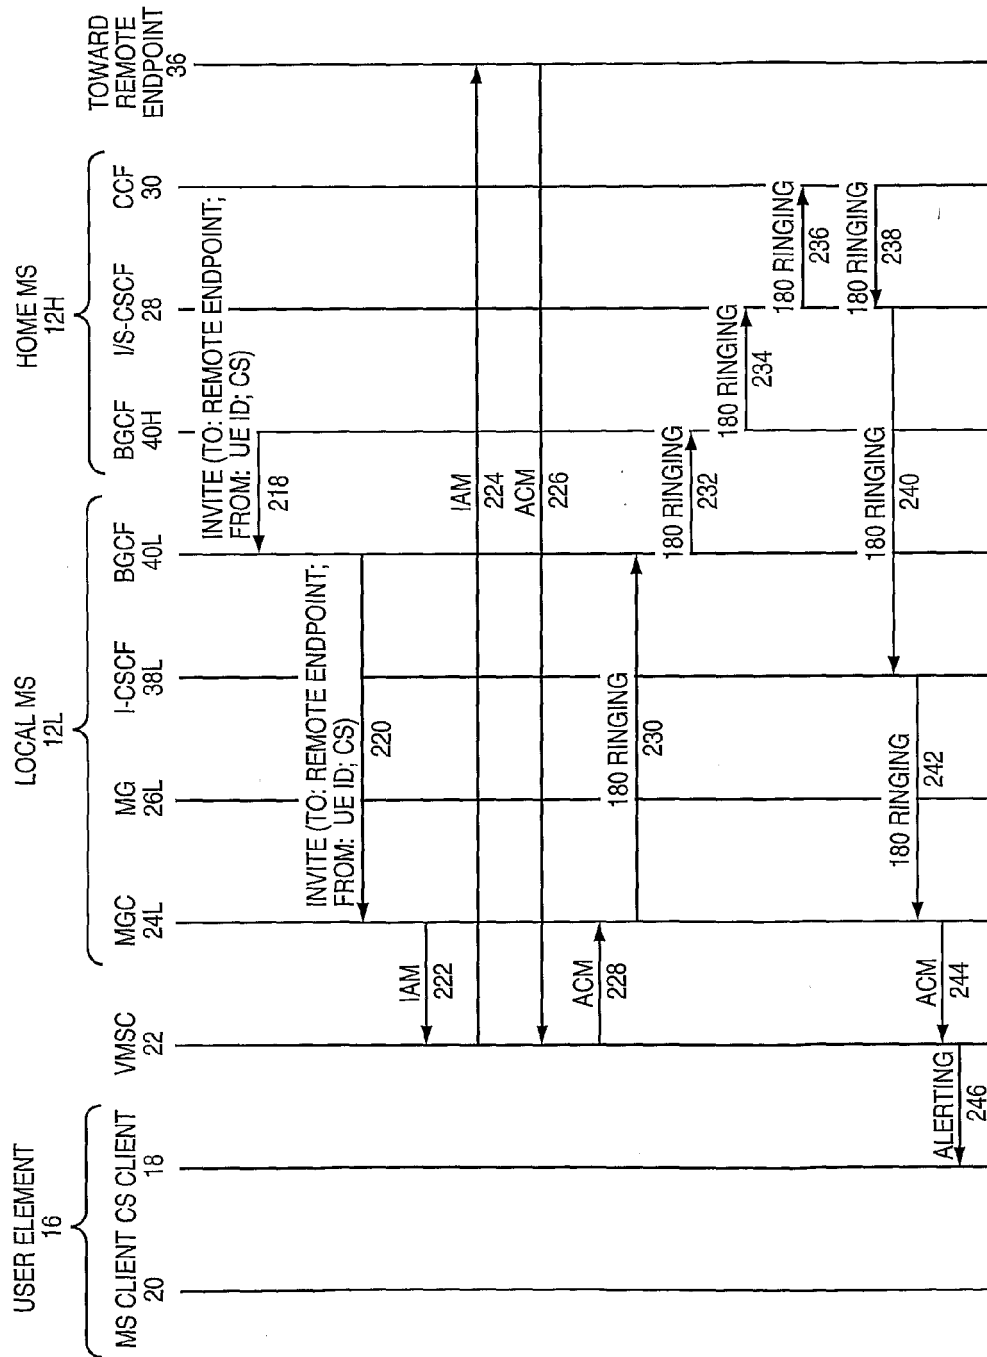 USER ELEMENT
16
LOCAL MS
12L
HOME MS
12H
MS CLIENT
20
CS CLIENT
18
VMSC
22
MGC
24L
MG
26L
I-CSCF
38L
BGCF
40L
BGCF
40H
I/S-CSCF
28
CCF
30
TOWARD
REMOTE
ENDPOINT
36
INVITE (TO: REMOTE ENDPOINT;
FROM: UE ID; CS)
218
INVITE (TO: REMOTE ENDPOINT;
FROM: UE ID; CS)
220
IAM
222
IAM
224
ACM
226
ACM
228
180 RINGING
230
180 RINGING
232
180 RINGING
234
180 RINGING
236
180 RINGING
238
180 RINGING
240
180 RINGING
242
ACM
244
ALERTING
246